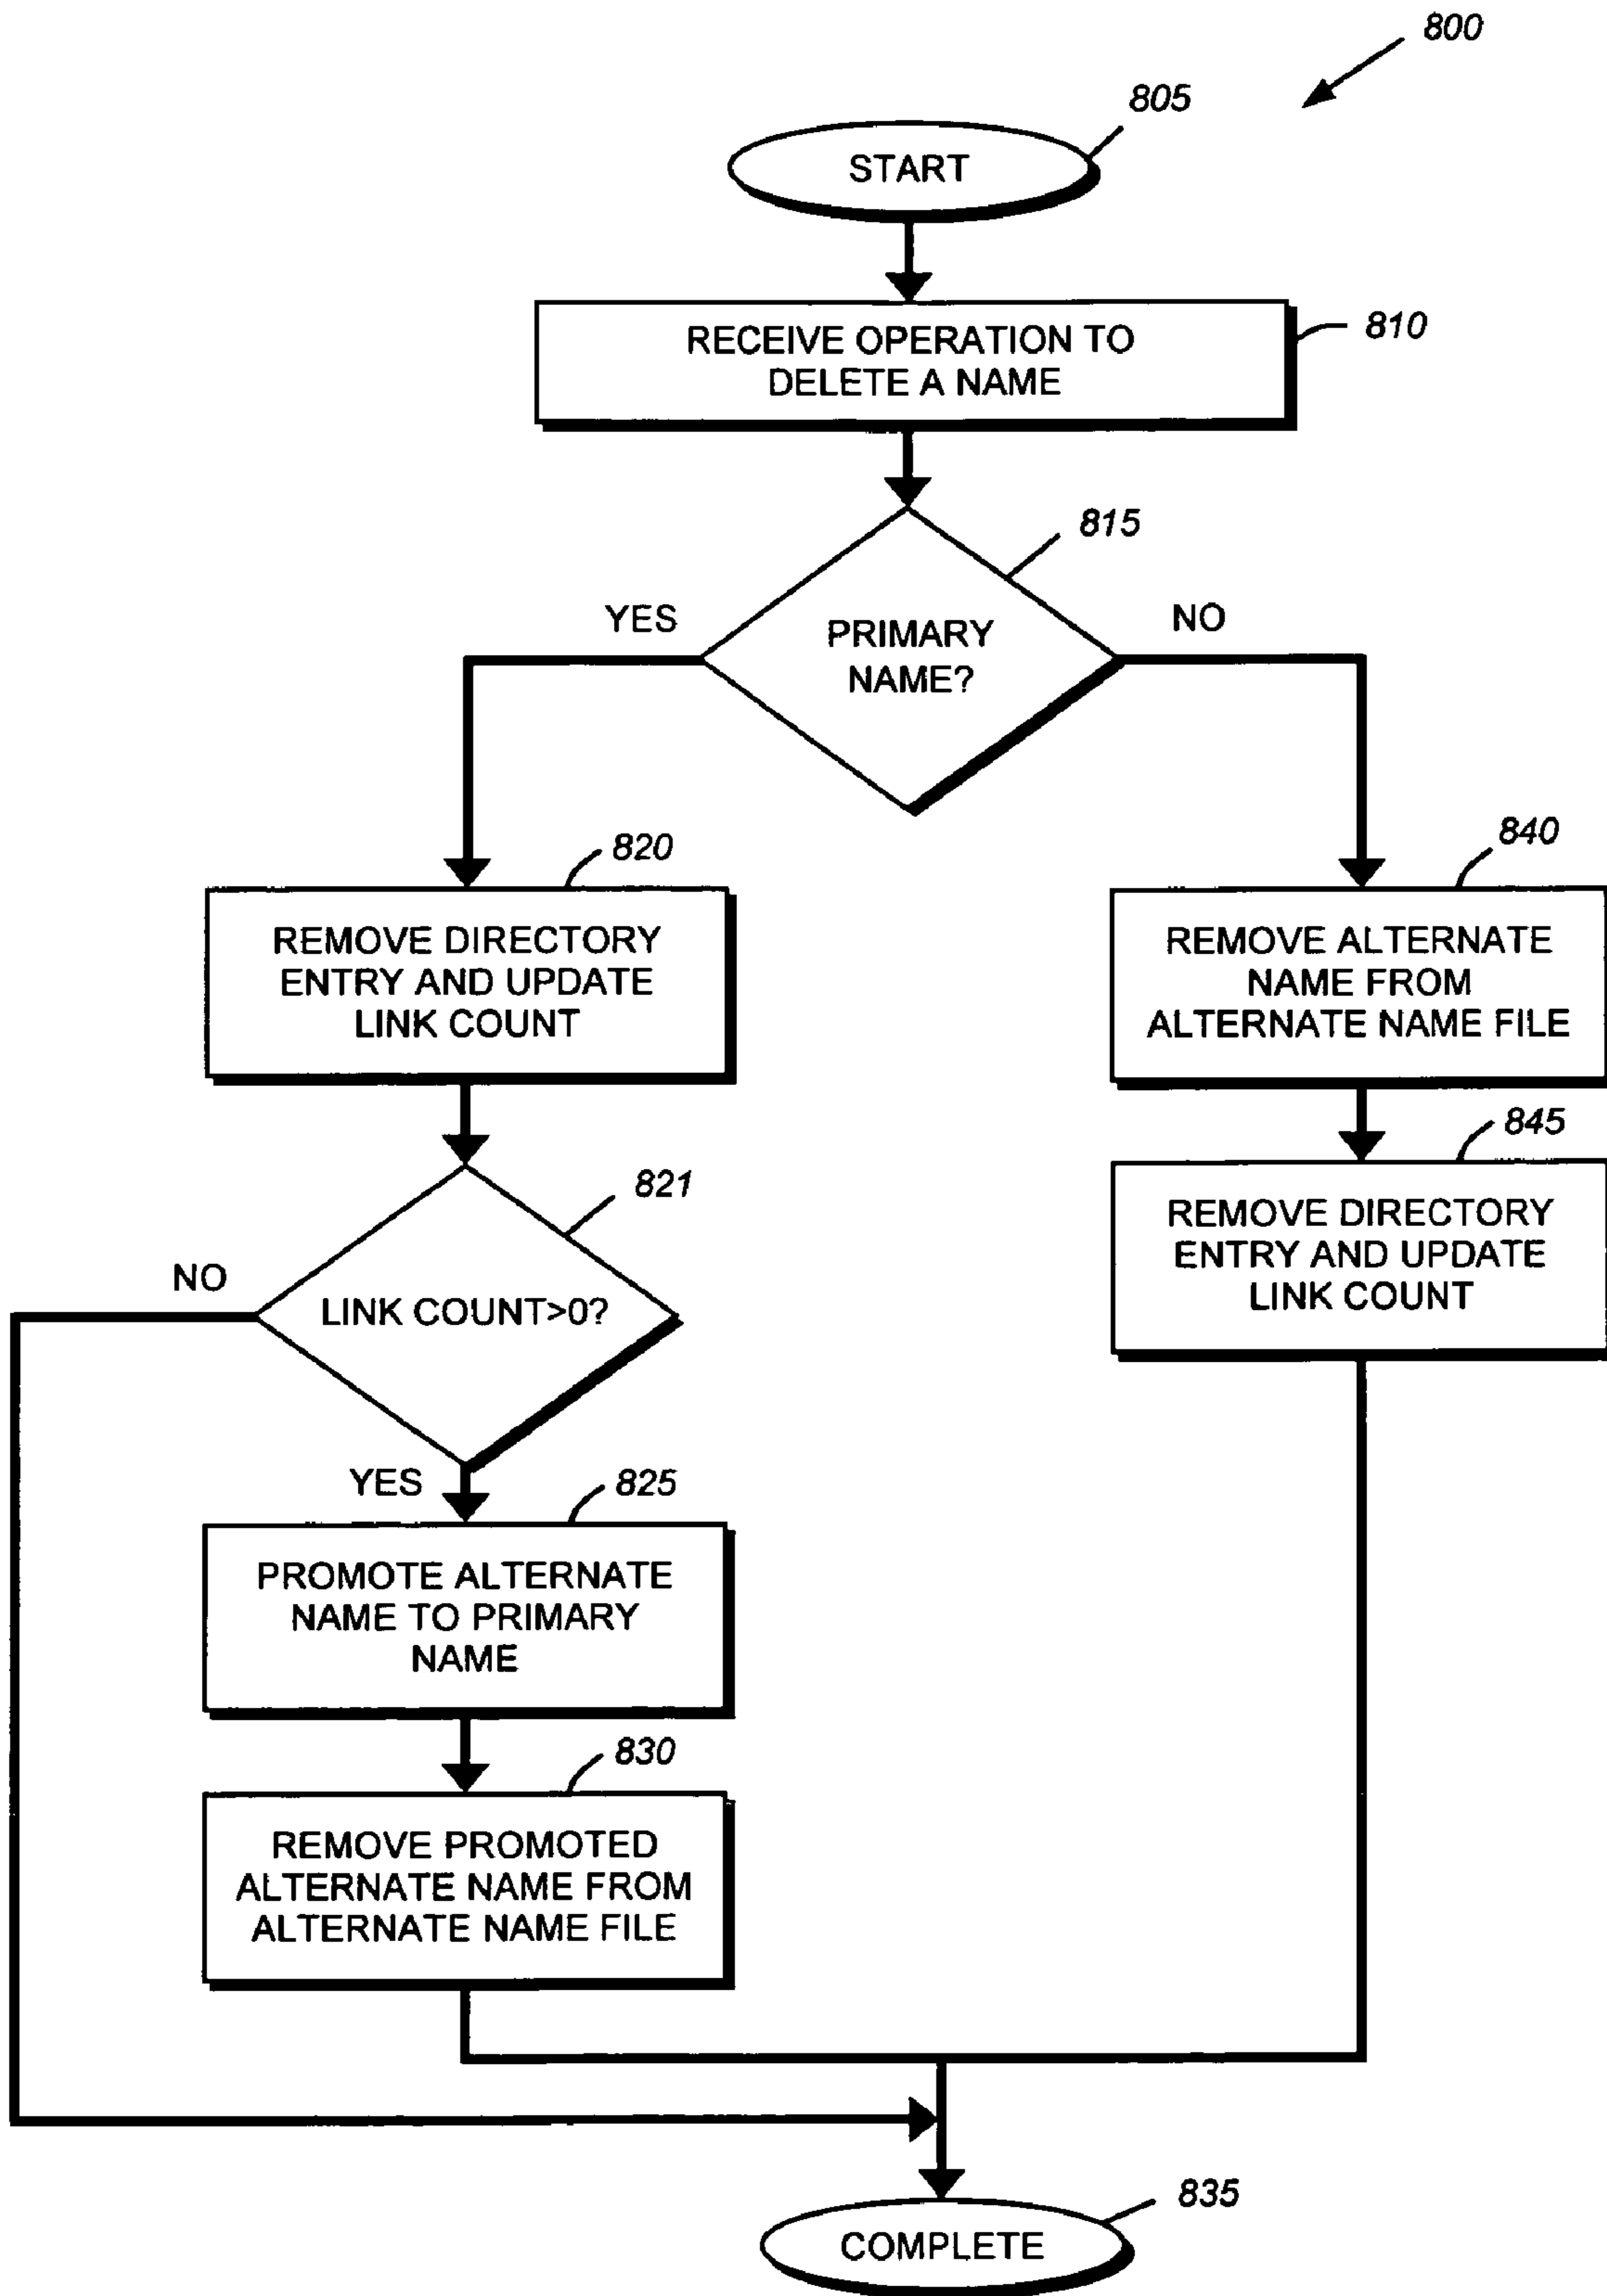 800
805
START
RECEIVE OPERATION TO
DELETE A NAME
810
815
PRIMARY
NAME?
YES
NO
820
REMOVE DIRECTORY
ENTRY AND UPDATE
LINK COUNT
840
REMOVE ALTERNATE
NAME FROM
ALTERNATE NAME FILE
821
LINK COUNT>0?
NO
YES
845
REMOVE DIRECTORY
ENTRY AND UPDATE
LINK COUNT
825
PROMOTE ALTERNATE
NAME TO PRIMARY
NAME
830
REMOVE PROMOTED
ALTERNATE NAME FROM
ALTERNATE NAME FILE
835
COMPLETE